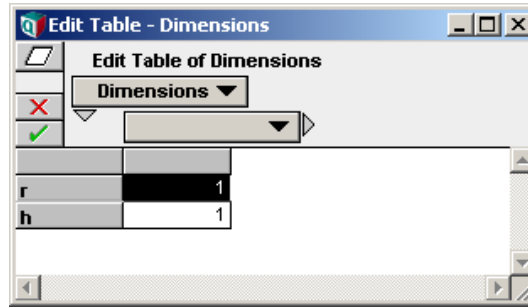 Edit Table - Dimensions
Edit Table of Dimensions
Dimensions
r 1
h 1